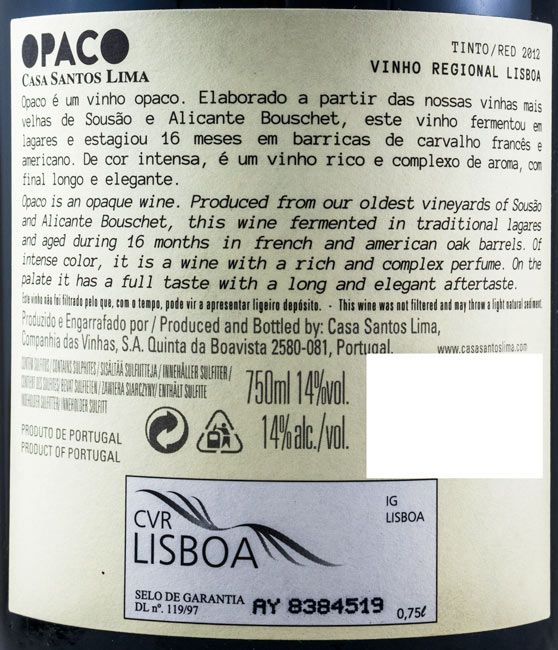 OPACO
CASA SANTOS LIMA
TINTO/RED 2012
VINHO REGIONAL LISBOA
Opaco é um vinho opaco. Elaborado a partir das nossas vinhas mais
velhas de Sousão e Alicante Bouschet, este vinho fermentou em
lagares e estagiou 16 meses em barricas de carvalho francês e
americano. De cor intensa, é um vinho rico e complexo de aroma, com
final longo e elegante.
Opaco is an opaque wine. Produced from our oldest vineyards of Sousão
and Alicante Bouschet, this wine fermented in traditional lagares
and aged during 16 months in french and american oak barrels. Of
intense color, it is a wine with a rich and complex perfume. On the
palate it has a full taste with a long and elegant aftertaste.
Este vinho não foi filtrado pelo que, com o tempo, pode vir a apresentar ligeiro depósito. - This wine was not filtered and may throw a light natural sediment.
Produzido e Engarrafado por / Produced and Bottled by: Casa Santos Lima,
Companhia das Vinhas, S.A. Quinta da Boavista 2580-081, Portugal.
www.casasantoslima.com
CONTÉM SULFITOS / CONTAINS SULPHITES / SISÄLTÄÄ SULFIITTEJA / INNEHÅLLER SULFITER /
CONTIENT DES SULFITES / BEVAT SULFIETEN / ZAWIERA SIARCZYNY / ENTHÄLT SULFITE
INDEHOLDER SULFITTER / INNEHOLDER SULFITT
750ml 14%vol.
14%alc./vol.
PRODUTO DE PORTUGAL
PRODUCT OF PORTUGAL
CVR
LISBOA
IG
LISBOA
SELO DE GARANTIA
DL nº. 119/97
AY 8384519
0,75ℓ